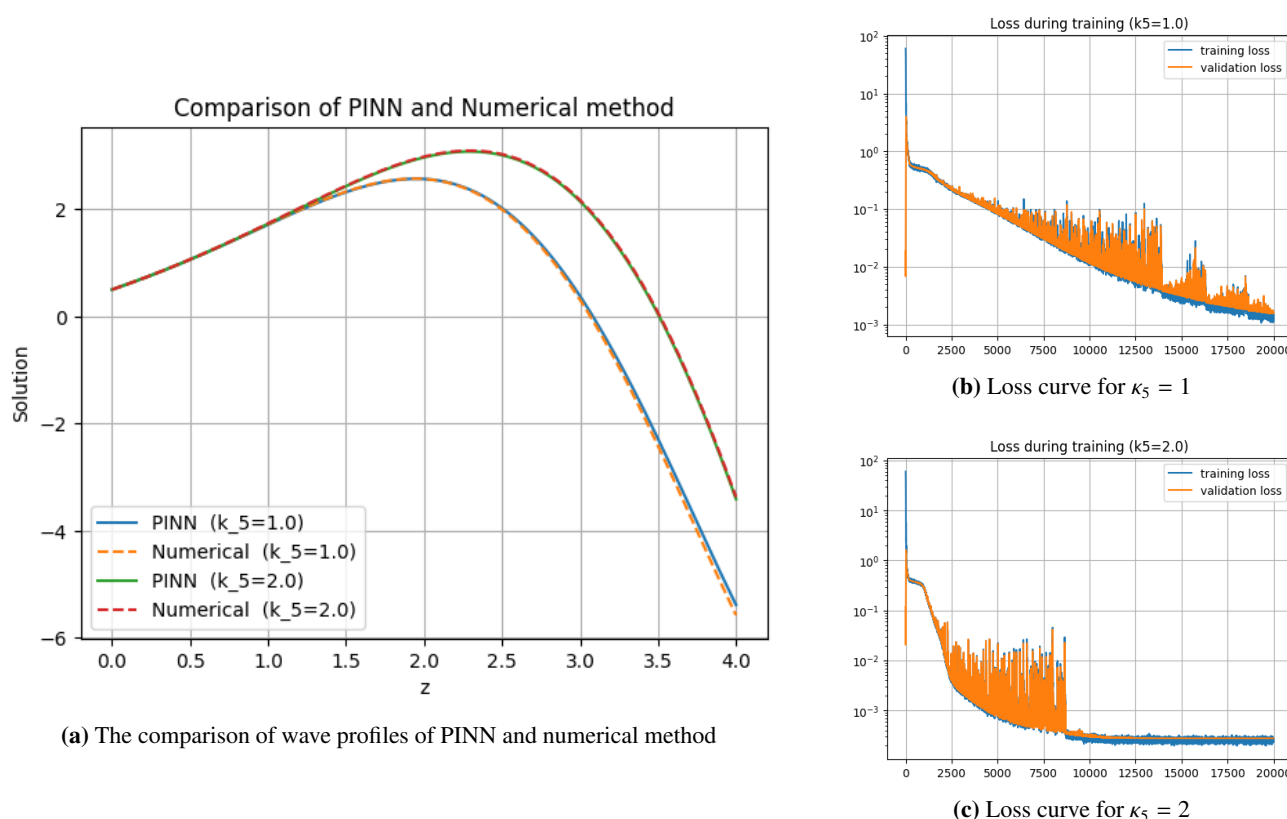 Comparison of PINN and Numerical method
Solution
2
0
−2
−4
−6
PINN (k_5=1.0)
Numerical (k_5=1.0)
PINN (k_5=2.0)
Numerical (k_5=2.0)
0.0 0.5 1.0 1.5 2.0 2.5 3.0 3.5 4.0
z
(a) The comparison of wave profiles of PINN and numerical method
Loss during training (k5=1.0)
10²
10¹
10⁰
10⁻¹
10⁻²
10⁻³
training loss
validation loss
0 2500 5000 7500 10000 12500 15000 17500 20000
(b) Loss curve for κ₅ = 1
Loss during training (k5=2.0)
10²
10¹
10⁰
10⁻¹
10⁻²
10⁻³
training loss
validation loss
0 2500 5000 7500 10000 12500 15000 17500 20000
(c) Loss curve for κ₅ = 2